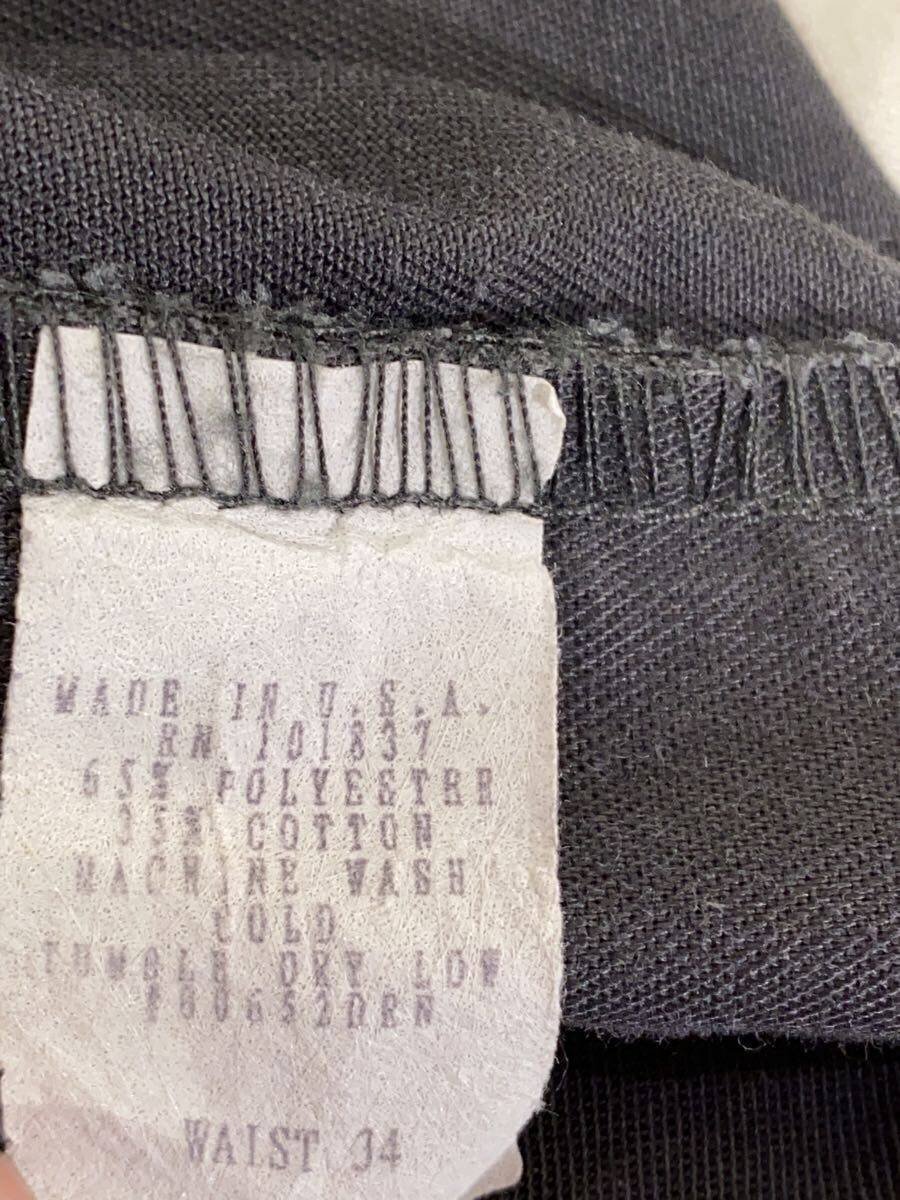 MADE IN U.S.A.
RN 101837
65% POLYESTER
35% COTTON
MACHINE WASH
COLD
TUMBLE DRY LOW
WAIST 34